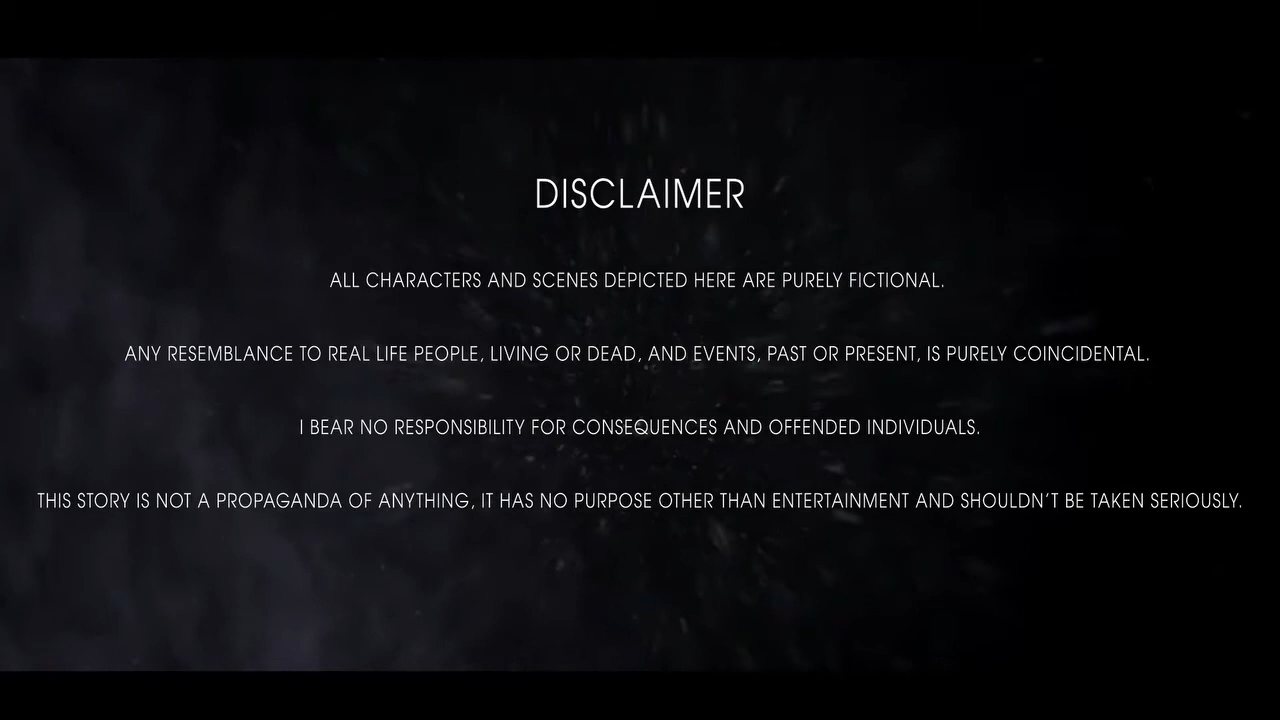 DISCLAIMER
ALL CHARACTERS AND SCENES DEPICTED HERE ARE PURELY FICTIONAL.
ANY RESEMBLANCE TO REAL LIFE PEOPLE, LIVING OR DEAD, AND EVENTS, PAST OR PRESENT, IS PURELY COINCIDENTAL.
I BEAR NO RESPONSIBILITY FOR CONSEQUENCES AND OFFENDED INDIVIDUALS.
THIS STORY IS NOT A PROPAGANDA OF ANYTHING, IT HAS NO PURPOSE OTHER THAN ENTERTAINMENT AND SHOULDN'T BE TAKEN SERIOUSLY.